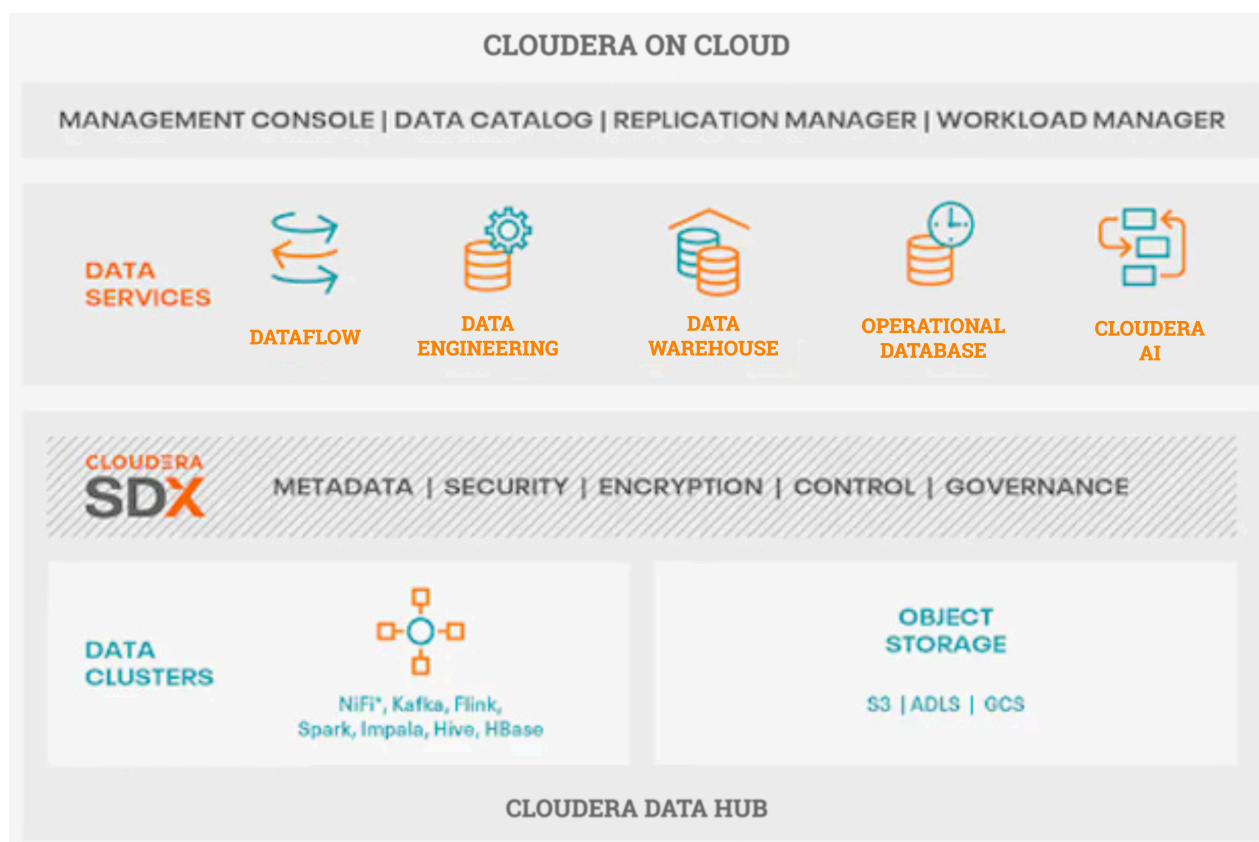 CLOUDERA ON CLOUD
MANAGEMENT CONSOLE | DATA CATALOG | REPLICATION MANAGER | WORKLOAD MANAGER
DATA
SERVICES
DATAFLOW
DATA
ENGINEERING
DATA
WAREHOUSE
OPERATIONAL
DATABASE
CLOUDERA
AI
CLOUDERA
SDX
METADATA | SECURITY | ENCRYPTION | CONTROL | GOVERNANCE
DATA
CLUSTERS
NiFi*, Kafka, Flink,
Spark, Impala, Hive, HBase
OBJECT
STORAGE
S3 | ADLS | GCS
CLOUDERA DATA HUB